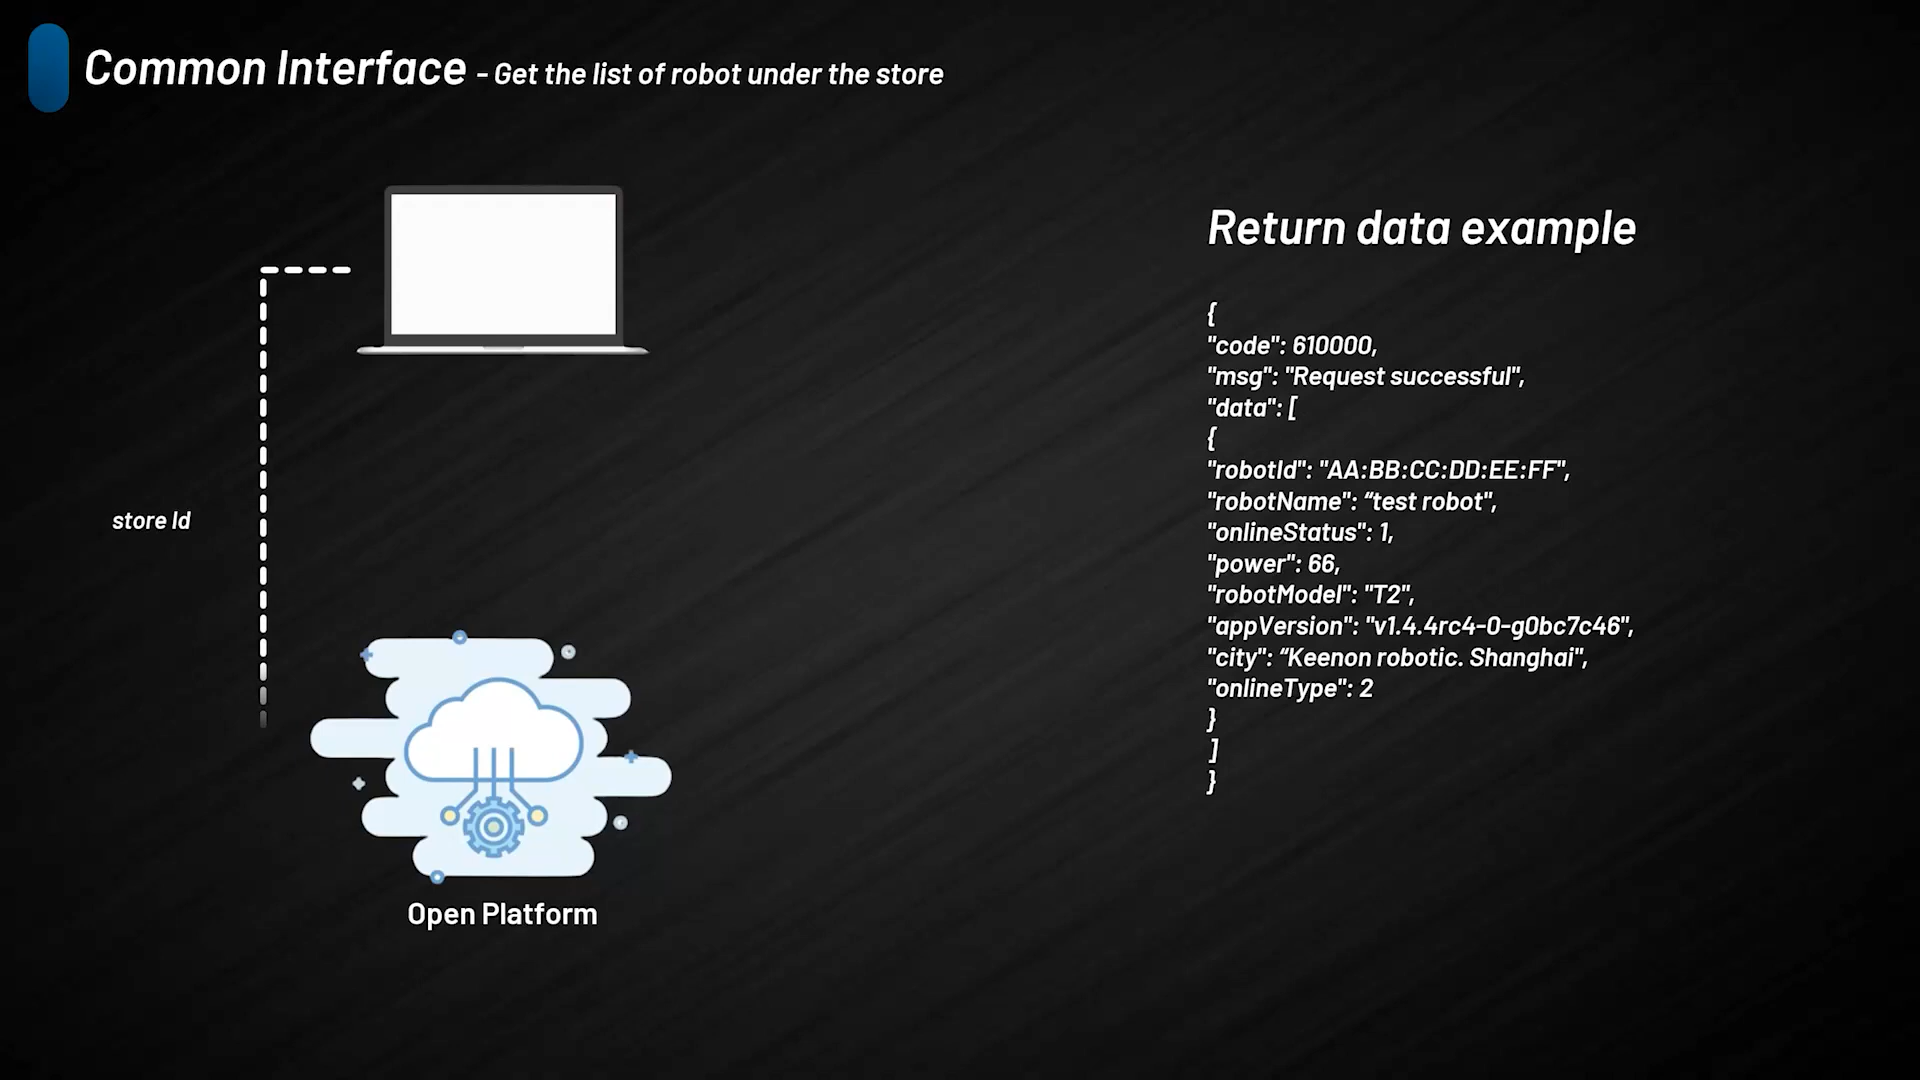 Common Interface - Get the list of robot under the store
Return data example
{
"code": 610000,
"msg": "Request successful",
"data": [
{
"robotId": "AA:BB:CC:DD:EE:FF",
"robotName": “test robot",
"onlineStatus": 1,
"power": 66,
"robotModel": "T2",
"appVersion": "v1.4.4rc4-0-g0bc7c46",
"city": “Keenon robotic. Shanghai",
"onlineType": 2
}
]
}
store Id
Open Platform